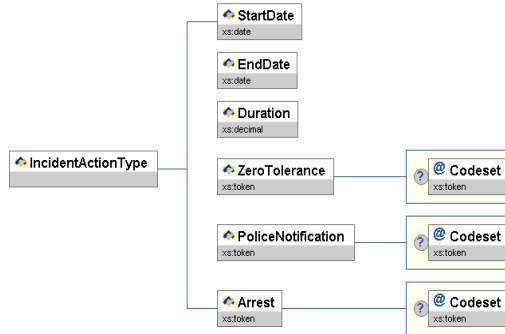 StartDate
xs:date
EndDate
xs:date
Duration
xs:decimal
IncidentActionType
ZeroTolerance
xs:token
? @ Codeset
xs:token
PoliceNotification
xs:token
? @ Codeset
xs:token
Arrest
xs:token
? @ Codeset
xs:token